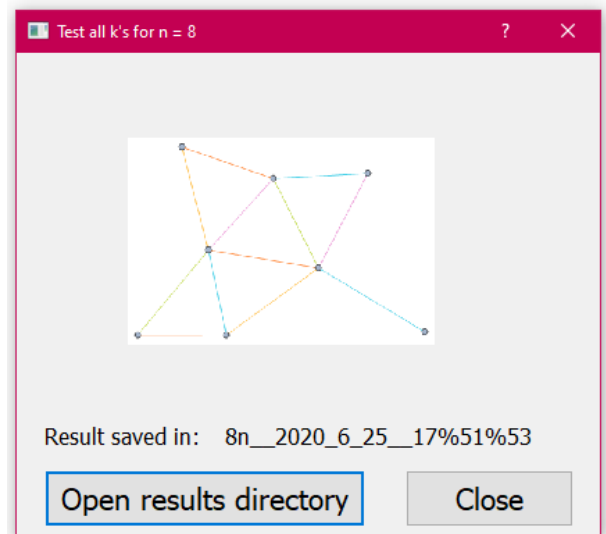 Test all k's for n = 8
?
Result saved in: 8n__2020_6_25__17%51%53
Open results directory
Close